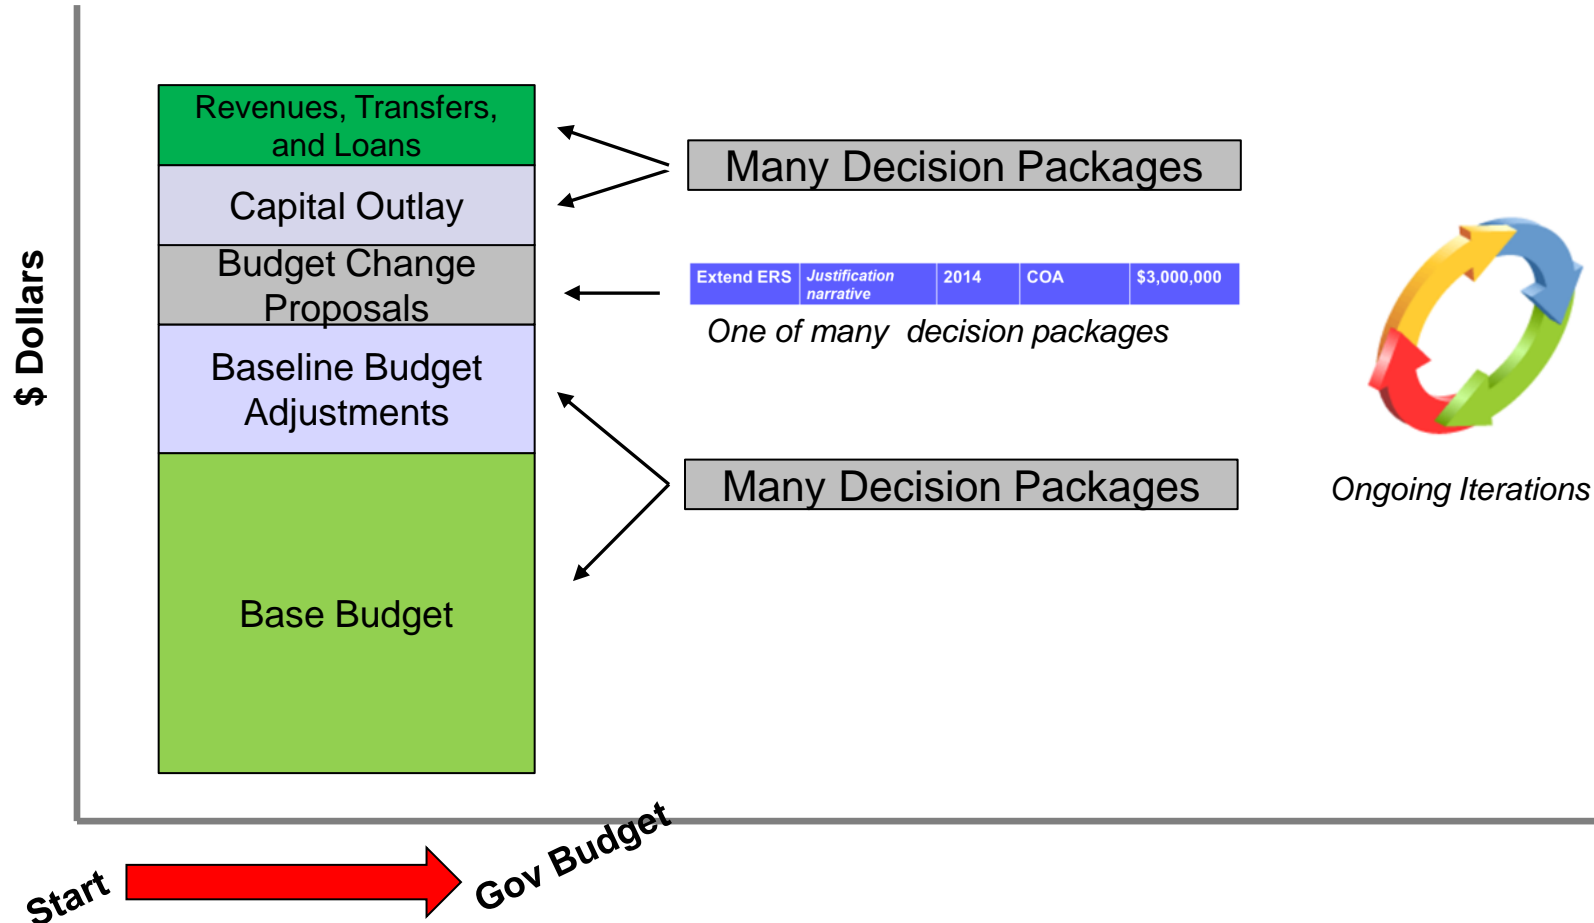 $ Dollars
Revenues, Transfers,
and Loans
Capital Outlay
Budget Change
Proposals
Baseline Budget
Adjustments
Base Budget
Many Decision Packages
Extend ERS
Justification
narrative
2014
COA
$3,000,000
One of many decision packages
Many Decision Packages
Ongoing Iterations
Start
Gov Budget